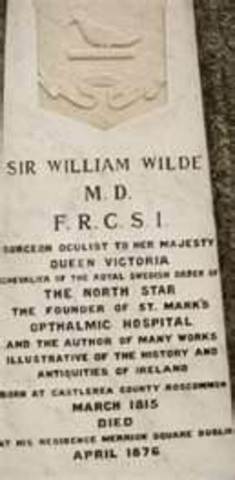 SIR WILLIAM WILDE
M.D.
F.R.C.S I.
SURGEON OCULIST TO HER MAJESTY
QUEEN VICTORIA
CHEVALIER OF THE ROYAL SWEDISH ORDER OF
THE NORTH STAR
THE FOUNDER OF ST. MARK'S
OPTHALMIC HOSPITAL
AND THE AUTHOR OF MANY WORKS
ILLUSTRATIVE OF THE HISTORY AND
ANTIQUITIES OF IRELAND
BORN AT CASTLEREA COUNTY ROSCOMMON
MARCH 1815
DIED
AT HIS RESIDENCE MERRION SQUARE DUBLIN
APRIL 1876